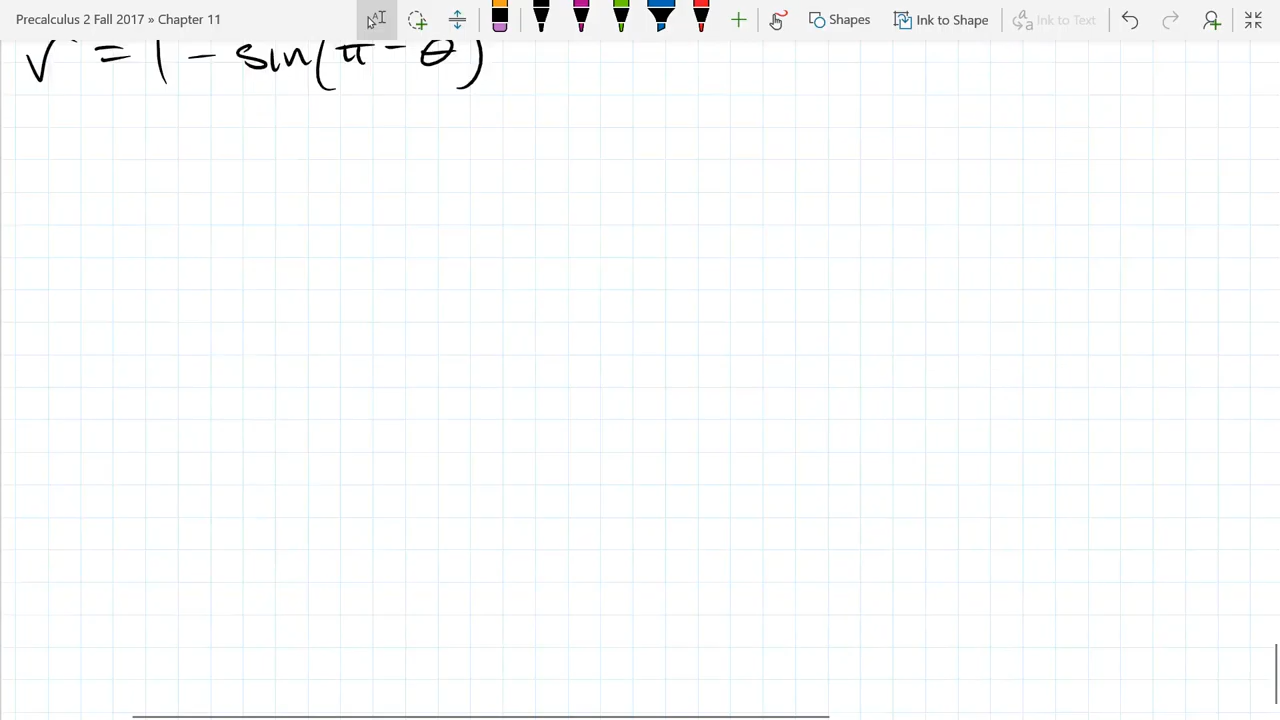 Precalculus 2 Fall 2017 » Chapter 11
Shapes
Ink to Shape
Ink to Text
r = 1 - sin(π - θ)